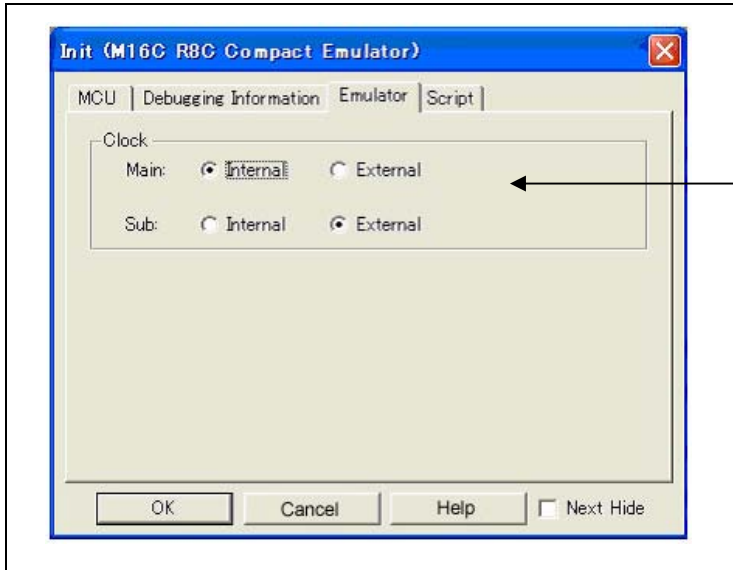 Init (M16C R8C Compact Emulator)
MCU Debugging Information Emulator Script
Clock
Main: Internal External
Sub: Internal External
OK Cancel Help Next Hide